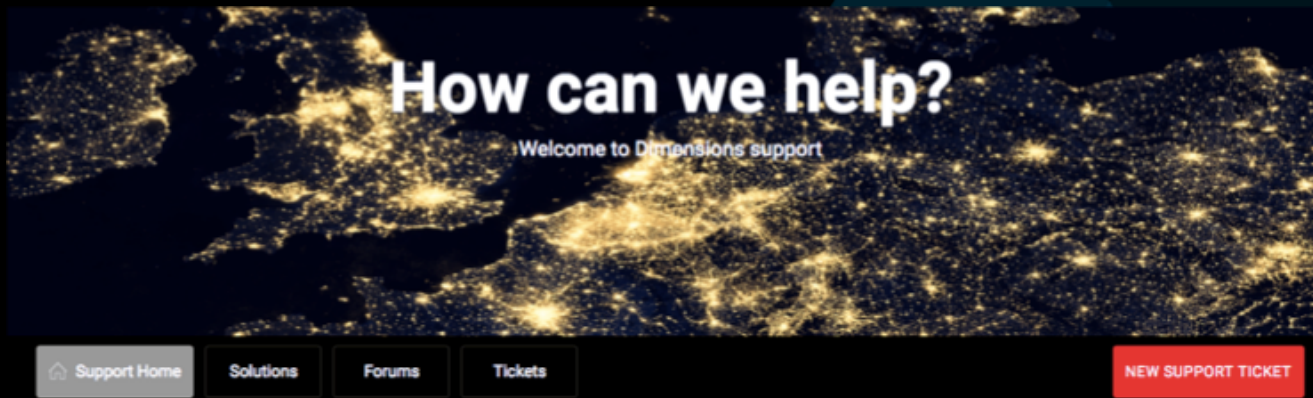 How can we help?
Welcome to Dimensions support
Support Home
Solutions
Forums
Tickets
NEW SUPPORT TICKET